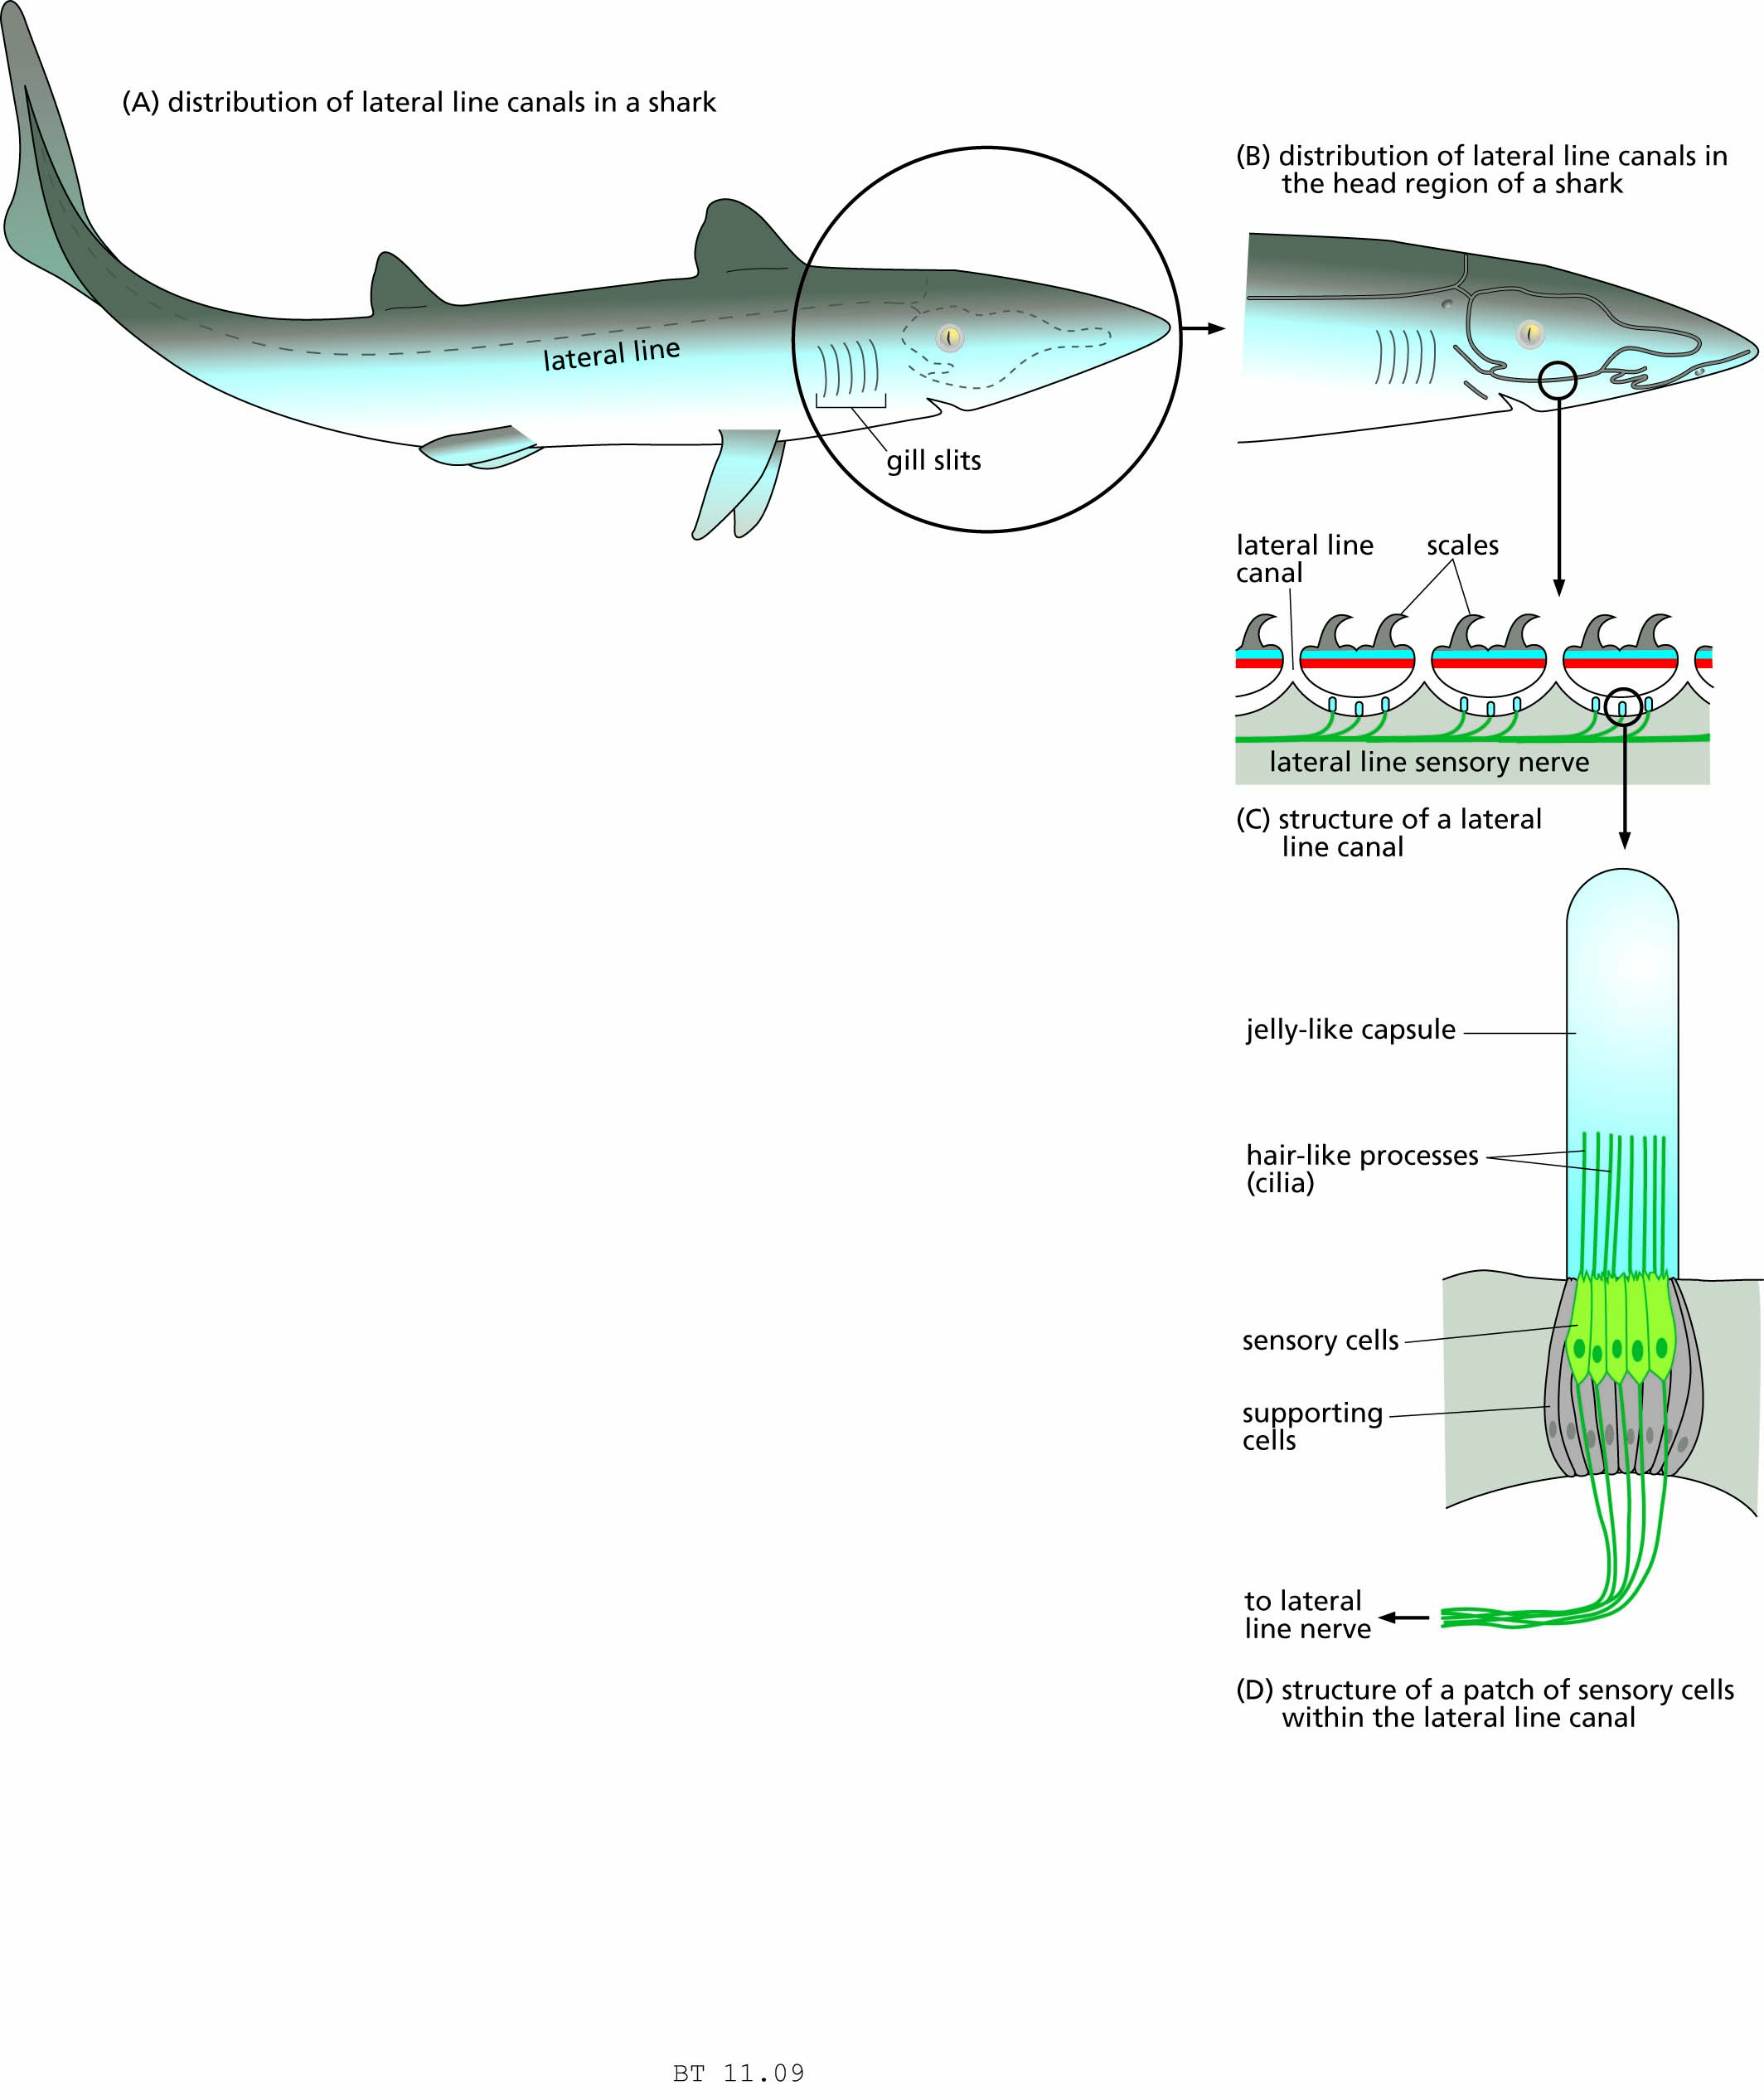 (A) distribution of lateral line canals in a shark
(B) distribution of lateral line canals in
the head region of a shark
lateral line
gill slits
lateral line
canal
scales
lateral line sensory nerve
(C) structure of a lateral
line canal
jelly-like capsule
hair-like processes
(cilia)
sensory cells
supporting
cells
to lateral
line nerve
(D) structure of a patch of sensory cells
within the lateral line canal
BT 11.09